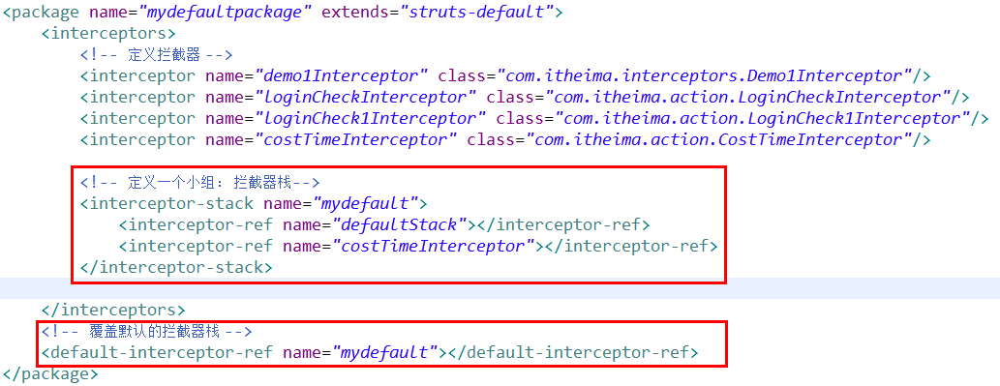 <package name="mydefaultpackage" extends="struts-default">
<interceptors>
<!-- 定义拦截器 -->
<interceptor name="demo1Interceptor" class="com.itheima.interceptors.Demo1Interceptor"/>
<interceptor name="loginCheckInterceptor" class="com.itheima.action.LoginCheckInterceptor"/>
<interceptor name="loginCheck1Interceptor" class="com.itheima.action.LoginCheck1Interceptor"/>
<interceptor name="costTimeInterceptor" class="com.itheima.action.CostTimeInterceptor"/>
<!-- 定义一个小组：拦截器栈-->
<interceptor-stack name="mydefault">
<interceptor-ref name="defaultStack"></interceptor-ref>
<interceptor-ref name="costTimeInterceptor"></interceptor-ref>
</interceptor-stack>
</interceptors>
<!-- 覆盖默认的拦截器栈 -->
<default-interceptor-ref name="mydefault"></default-interceptor-ref>
</package>